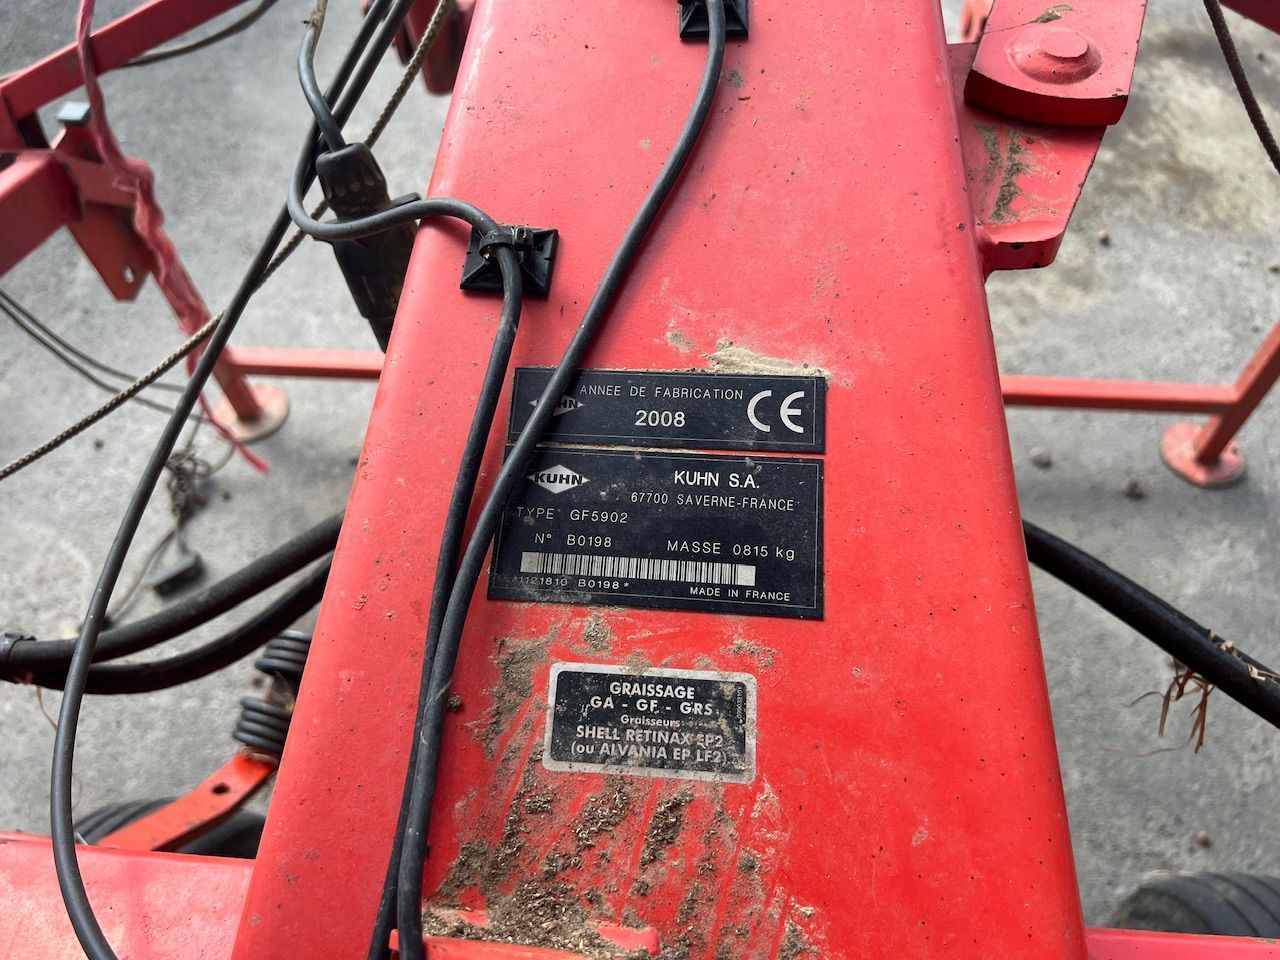 ANNEE DE FABRICATION
2008
CE
KUHN
KUHN S.A.
67700 SAVERNE-FRANCE
TYPE GF5902
N° B0198 MASSE 0815 kg
*1121810 B0198*
MADE IN FRANCE
GRAISSAGE
GA - GF - GRS
Graisseurs
SHELL RETINAX EP2
(ou ALVANIA EP LF2)